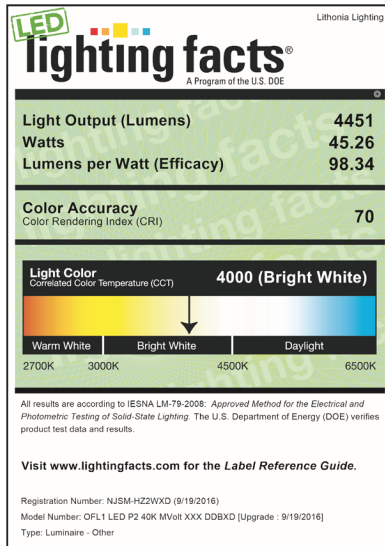 LED
Lithonia Lighting
lighting facts®
A Program of the U.S. DOE
Light Output (Lumens) 4451
Watts 45.26
Lumens per Watt (Efficacy) 98.34
Color Accuracy
Color Rendering Index (CRI) 70
Light Color
Correlated Color Temperature (CCT) 4000 (Bright White)
Warm White Bright White Daylight
2700K 3000K 4500K 6500K
All results are according to IESNA LM-79-2008: Approved Method for the Electrical and
Photometric Testing of Solid-State Lighting. The U.S. Department of Energy (DOE) verifies
product test data and results.
Visit www.lightingfacts.com for the Label Reference Guide.
Registration Number: NJSM-HZ2WXD (9/19/2016)
Model Number: OFL1 LED P2 40K MVolt XXX DDBXD [Upgrade : 9/19/2016]
Type: Luminaire - Other